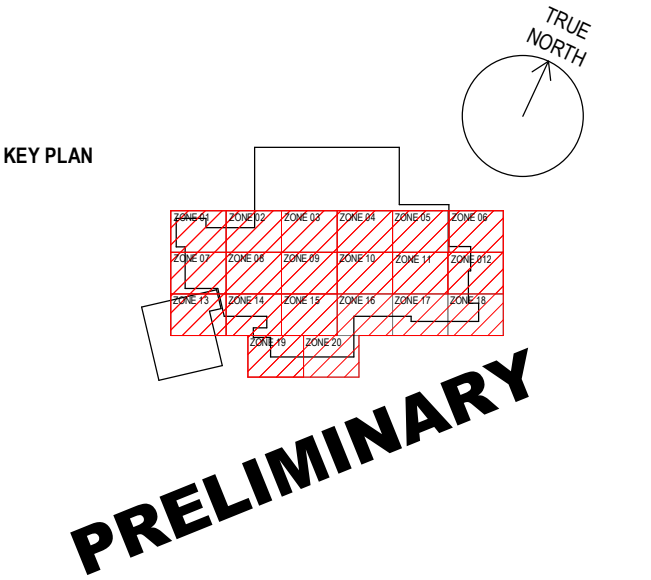 TRUE
NORTH
KEY PLAN
ZONE 01 ZONE 02 ZONE 03 ZONE 04 ZONE 05 ZONE 06
ZONE 07 ZONE 08 ZONE 09 ZONE 10 ZONE 11 ZONE 012
ZONE 13 ZONE 14 ZONE 15 ZONE 16 ZONE 17 ZONE 18
ZONE 19 ZONE 20
PRELIMINARY